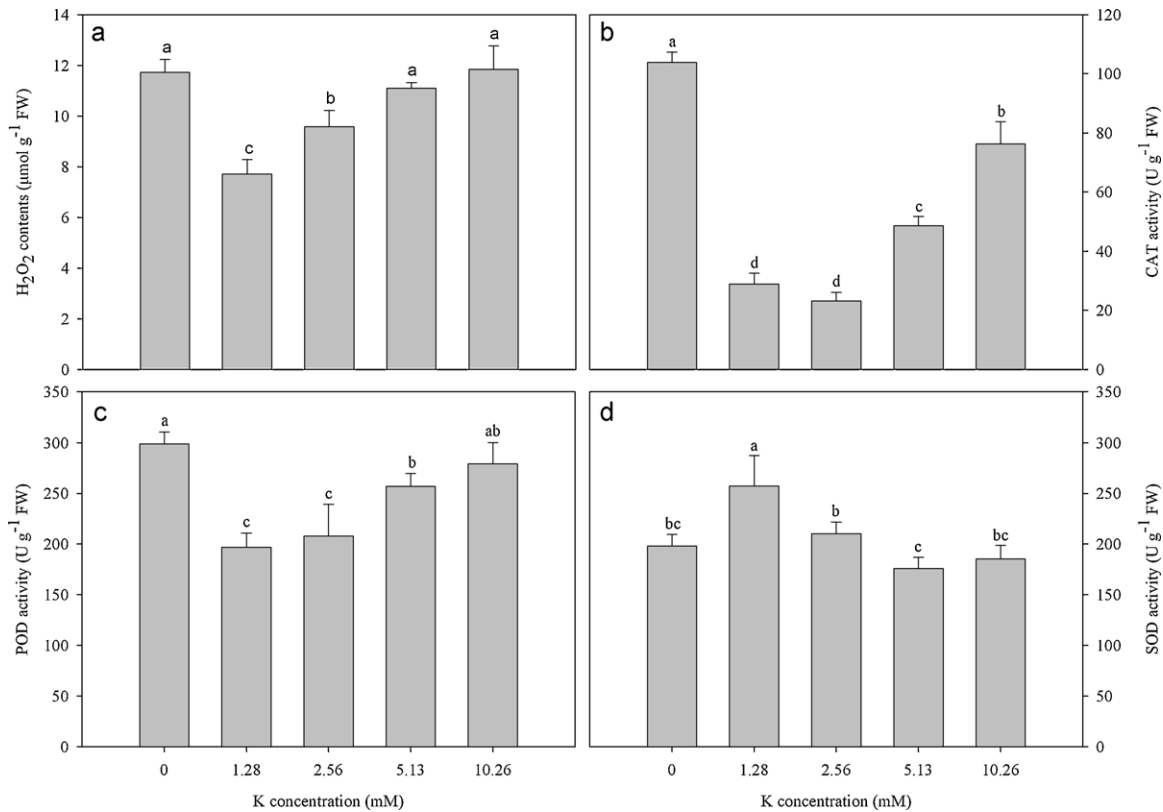 a
14
12
10
8
6
4
2
0
H₂O₂ contents (μmol g⁻¹ FW)
a
c
b
a
a
b
120
100
80
60
40
20
0
CAT activity (U g⁻¹ FW)
a
d
d
c
b
c
350
300
250
200
150
100
50
0
POD activity (U g⁻¹ FW)
a
c
c
b
ab
0 1.28 2.56 5.13 10.26
K concentration (mM)
d
350
300
250
200
150
100
50
0
SOD activity (U g⁻¹ FW)
bc
a
b
c
bc
0 1.28 2.56 5.13 10.26
K concentration (mM)